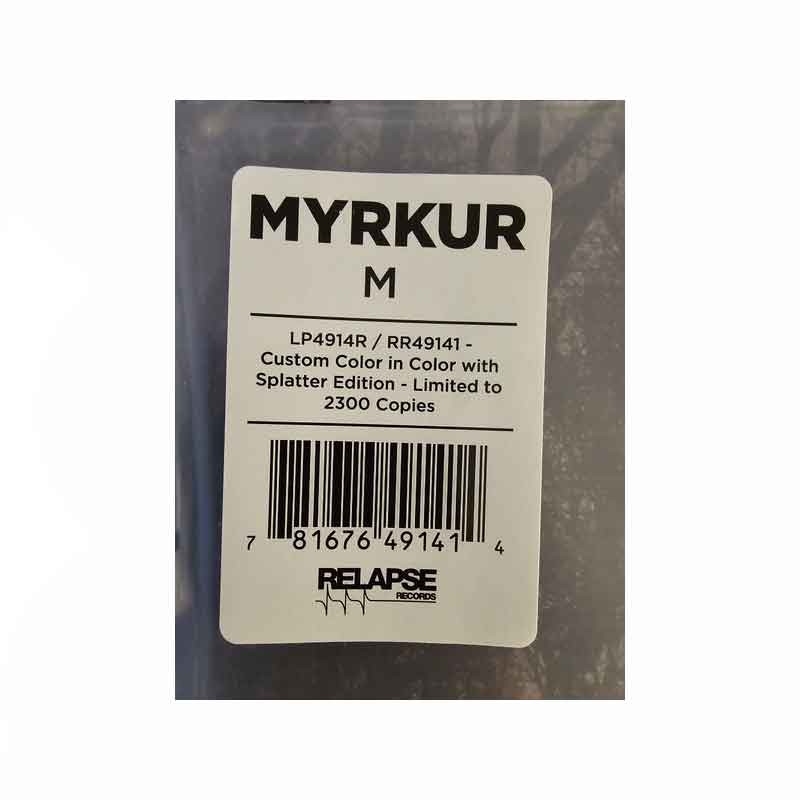 MYRKUR
M
LP4914R / RR49141 -
Custom Color in Color with
Splatter Edition - Limited to
2300 Copies
7 81676 49141 4
RELAPSE
RECORDS